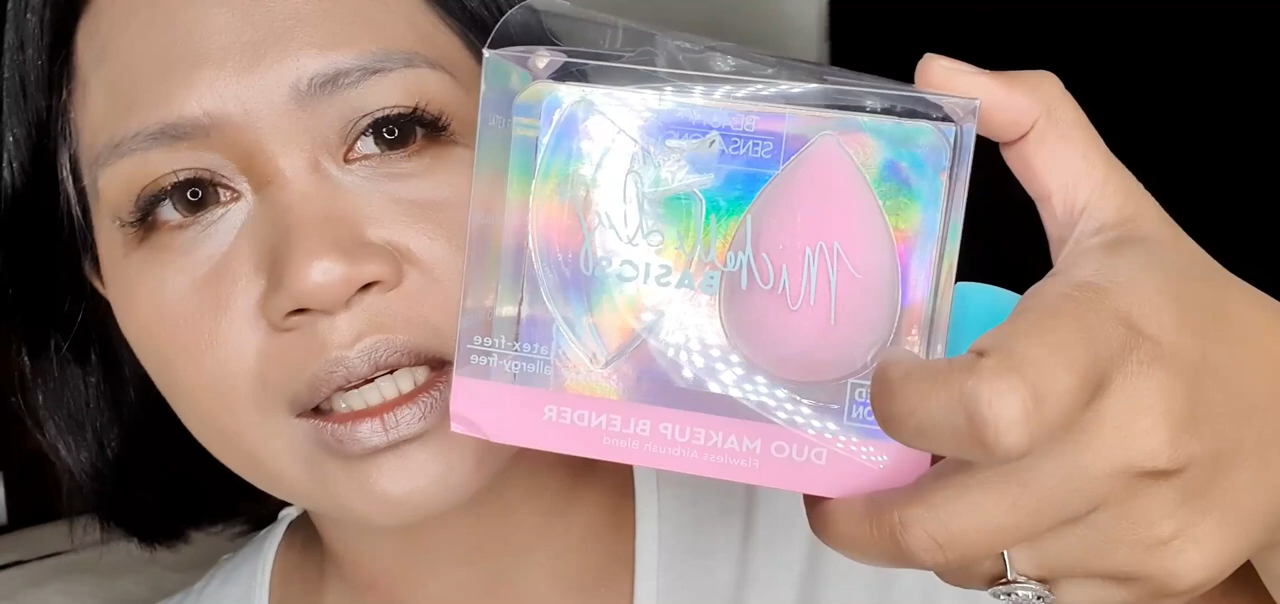 BEAUTY
SENSATIONS
Michelle Dy
BASICS
latex-free
allergy-free
DUO MAKEUP BLENDER
Flawless Airbrush Blend